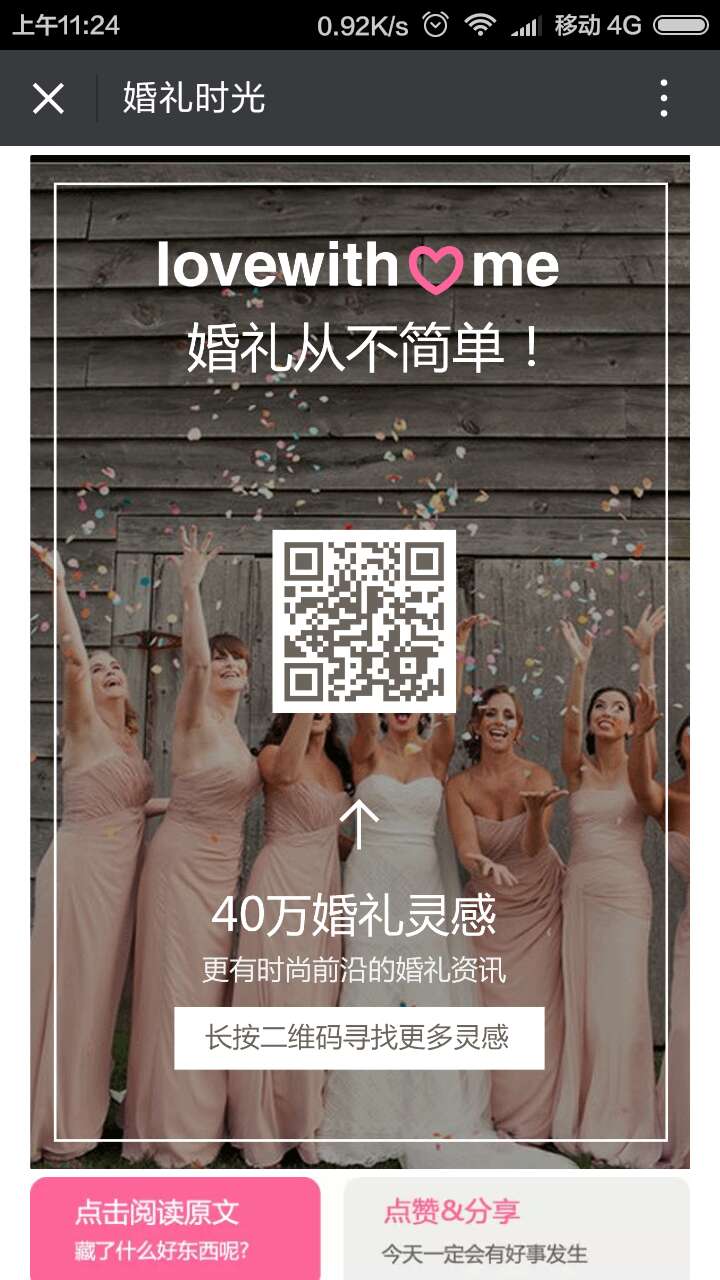 上午11:24
0.92K/s
移动 4G
婚礼时光
lovewith me
婚礼从不简单！
40万婚礼灵感
更有时尚前沿的婚礼资讯
长按二维码寻找更多灵感
点击阅读原文
藏了什么好东西呢?
点赞&分享
今天一定会有好事发生